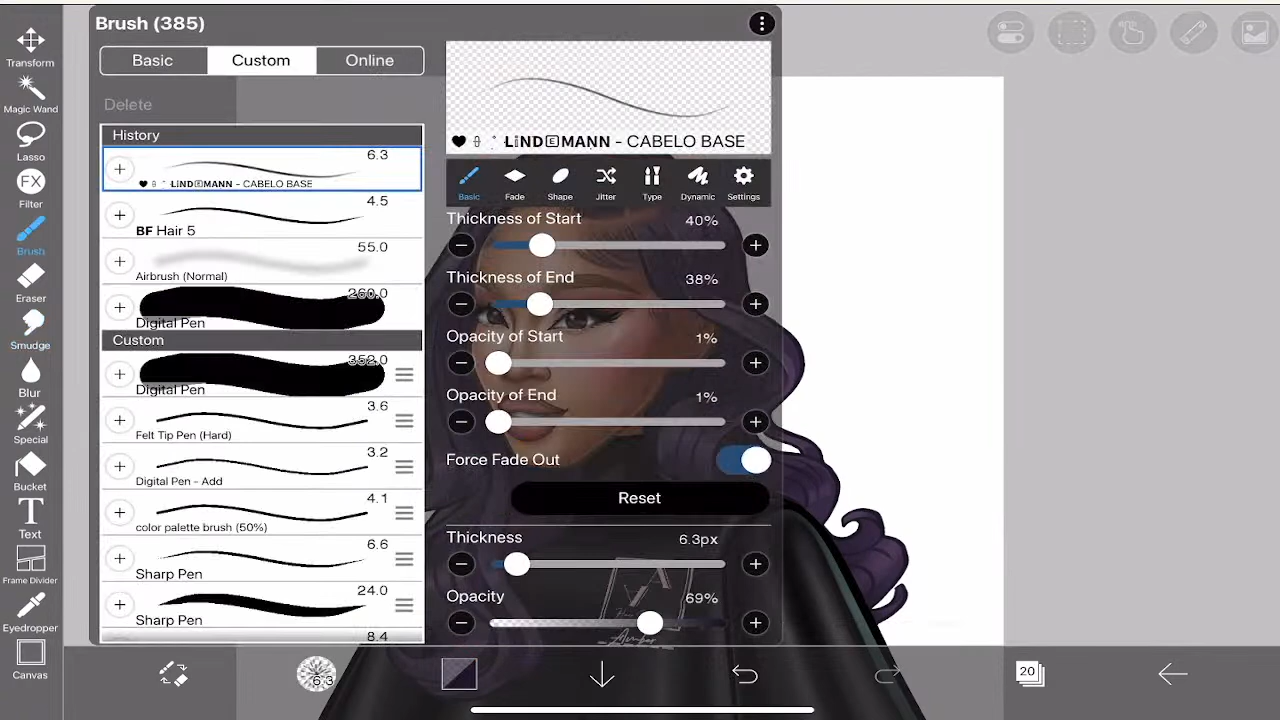 Brush (385)
Basic
Custom
Online
Delete
History
6.3
LiNDEMANN - CABELO BASE
4.5
BF Hair 5
55.0
Airbrush (Normal)
260.0
Digital Pen
Custom
352.0
Digital Pen
3.6
Felt Tip Pen (Hard)
3.2
Digital Pen - Add
4.1
color palette brush (50%)
6.6
Sharp Pen
24.0
Sharp Pen
8.4
LiNDEMANN - CABELO BASE
Basic
Fade
Shape
Jitter
Type
Dynamic
Settings
Thickness of Start
40%
Thickness of End
38%
Opacity of Start
1%
Opacity of End
1%
Force Fade Out
Reset
Thickness
6.3px
Opacity
69%
Transform
Magic Wand
Lasso
FX
Filter
Brush
Eraser
Smudge
Blur
Special
Bucket
T
Text
Frame Divider
Eyedropper
Canvas
6.3
20